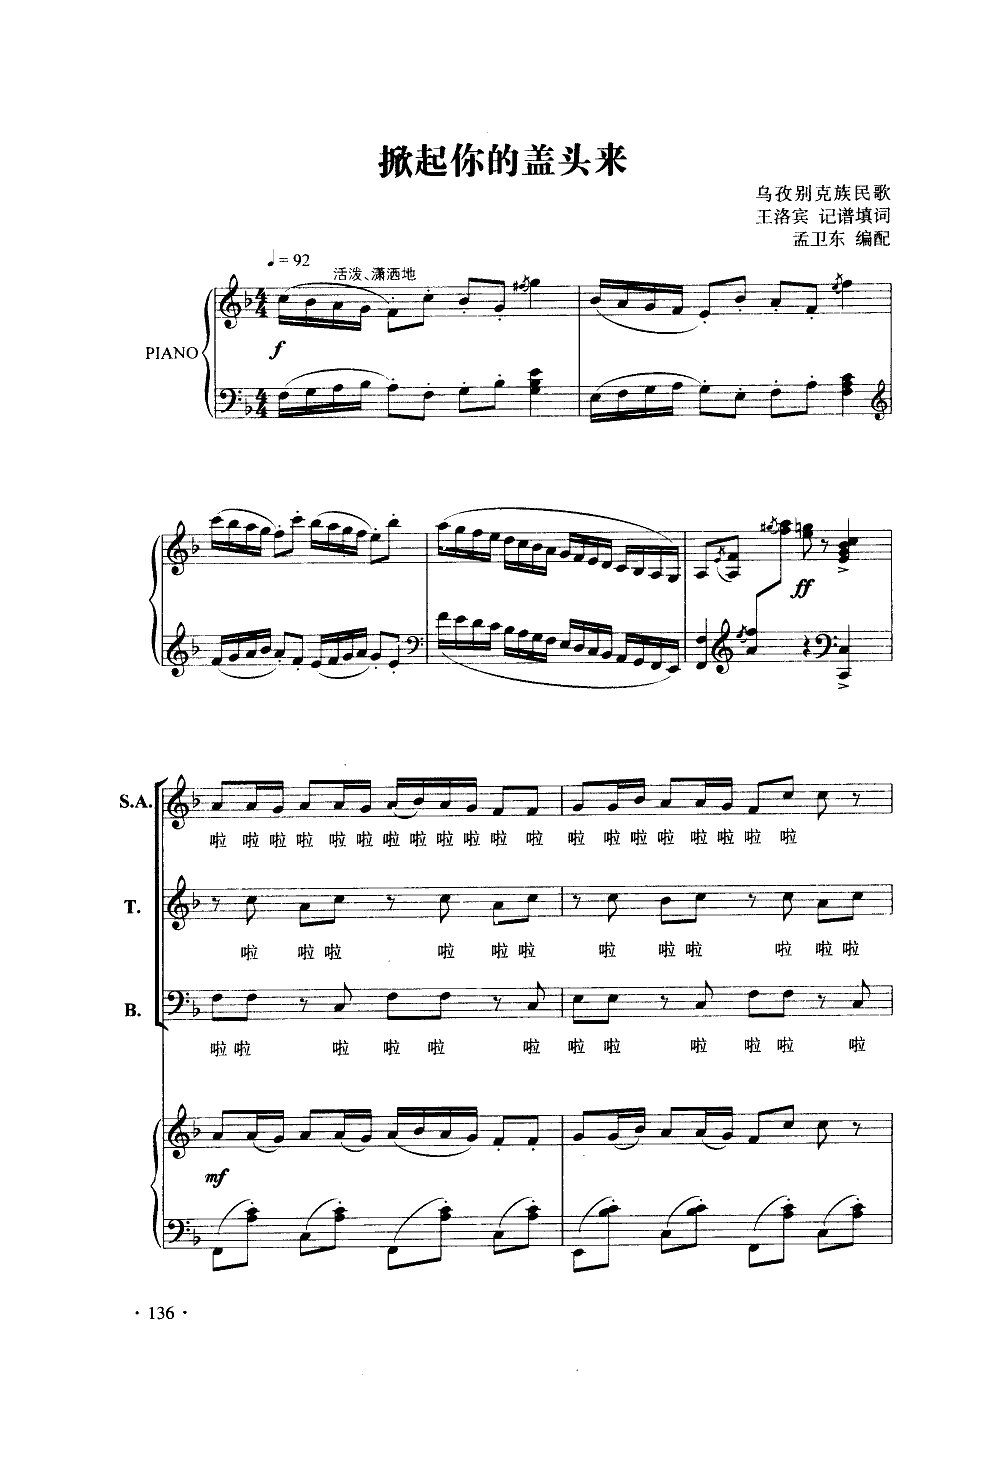 掀起你的盖头来
乌孜别克族民歌
王洛宾 记谱填词
孟卫东 编配
♩= 92
活泼、潇洒地
PIANO
f
ff
S.A.
啦 啦 啦 啦 啦 啦 啦 啦 啦 啦 啦 啦 啦 啦 啦 啦 啦 啦 啦 啦
T.
啦 啦 啦 啦 啦 啦 啦 啦 啦 啦 啦 啦
B.
啦 啦 啦 啦 啦 啦 啦 啦 啦 啦 啦 啦
mf
· 136 ·